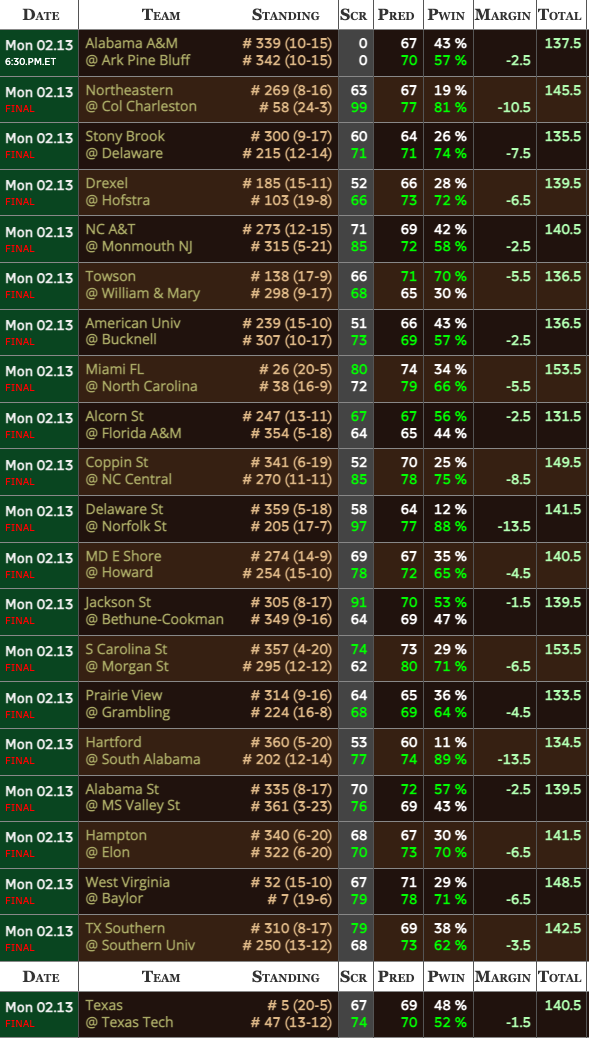 Date Team Standing Scr Pred Pwin Margin Total
Mon 02.13 Alabama A&M # 339 (10-15) 0 67 43 % 137.5
6:30.PM.ET @ Ark Pine Bluff # 342 (10-15) 0 70 57 % -2.5
Mon 02.13 Northeastern # 269 (8-16) 63 67 19 % 145.5
FINAL @ Col Charleston # 58 (24-3) 99 77 81 % -10.5
Mon 02.13 Stony Brook # 300 (9-17) 60 64 26 % 135.5
FINAL @ Delaware # 215 (12-14) 71 71 74 % -7.5
Mon 02.13 Drexel # 185 (15-11) 52 66 28 % 139.5
FINAL @ Hofstra # 103 (19-8) 66 73 72 % -6.5
Mon 02.13 NC A&T # 273 (12-15) 71 69 42 % 140.5
FINAL @ Monmouth NJ # 315 (5-21) 85 72 58 % -2.5
Mon 02.13 Towson # 138 (17-9) 66 71 70 % -5.5 136.5
FINAL @ William & Mary # 298 (9-17) 68 65 30 %
Mon 02.13 American Univ # 239 (15-10) 51 66 43 % 136.5
FINAL @ Bucknell # 307 (10-17) 73 69 57 % -2.5
Mon 02.13 Miami FL # 26 (20-5) 80 74 34 % 153.5
FINAL @ North Carolina # 38 (16-9) 72 79 66 % -5.5
Mon 02.13 Alcorn St # 247 (13-11) 67 67 56 % -2.5 131.5
FINAL @ Florida A&M # 354 (5-18) 64 65 44 %
Mon 02.13 Coppin St # 341 (6-19) 52 70 25 % 149.5
FINAL @ NC Central # 270 (11-11) 85 78 75 % -8.5
Mon 02.13 Delaware St # 359 (5-18) 58 64 12 % 141.5
FINAL @ Norfolk St # 205 (17-7) 97 77 88 % -13.5
Mon 02.13 MD E Shore # 274 (14-9) 69 67 35 % 140.5
FINAL @ Howard # 254 (15-10) 78 72 65 % -4.5
Mon 02.13 Jackson St # 305 (8-17) 91 70 53 % -1.5 139.5
FINAL @ Bethune-Cookman # 349 (9-16) 64 69 47 %
Mon 02.13 S Carolina St # 357 (4-20) 74 73 29 % 153.5
FINAL @ Morgan St # 295 (12-12) 62 80 71 % -6.5
Mon 02.13 Prairie View # 314 (9-16) 64 65 36 % 133.5
FINAL @ Grambling # 224 (16-8) 68 69 64 % -4.5
Mon 02.13 Hartford # 360 (5-20) 53 60 11 % 134.5
FINAL @ South Alabama # 202 (12-14) 77 74 89 % -13.5
Mon 02.13 Alabama St # 335 (8-17) 70 72 57 % -2.5 139.5
FINAL @ MS Valley St # 361 (3-23) 76 69 43 %
Mon 02.13 Hampton # 340 (6-20) 68 67 30 % 141.5
FINAL @ Elon # 322 (6-20) 70 73 70 % -6.5
Mon 02.13 West Virginia # 32 (15-10) 67 71 29 % 148.5
FINAL @ Baylor # 7 (19-6) 79 78 71 % -6.5
Mon 02.13 TX Southern # 310 (8-17) 79 69 38 % 142.5
FINAL @ Southern Univ # 250 (13-12) 68 73 62 % -3.5
Date Team Standing Scr Pred Pwin Margin Total
Mon 02.13 Texas # 5 (20-5) 67 69 48 % 140.5
FINAL @ Texas Tech # 47 (13-12) 74 70 52 % -1.5